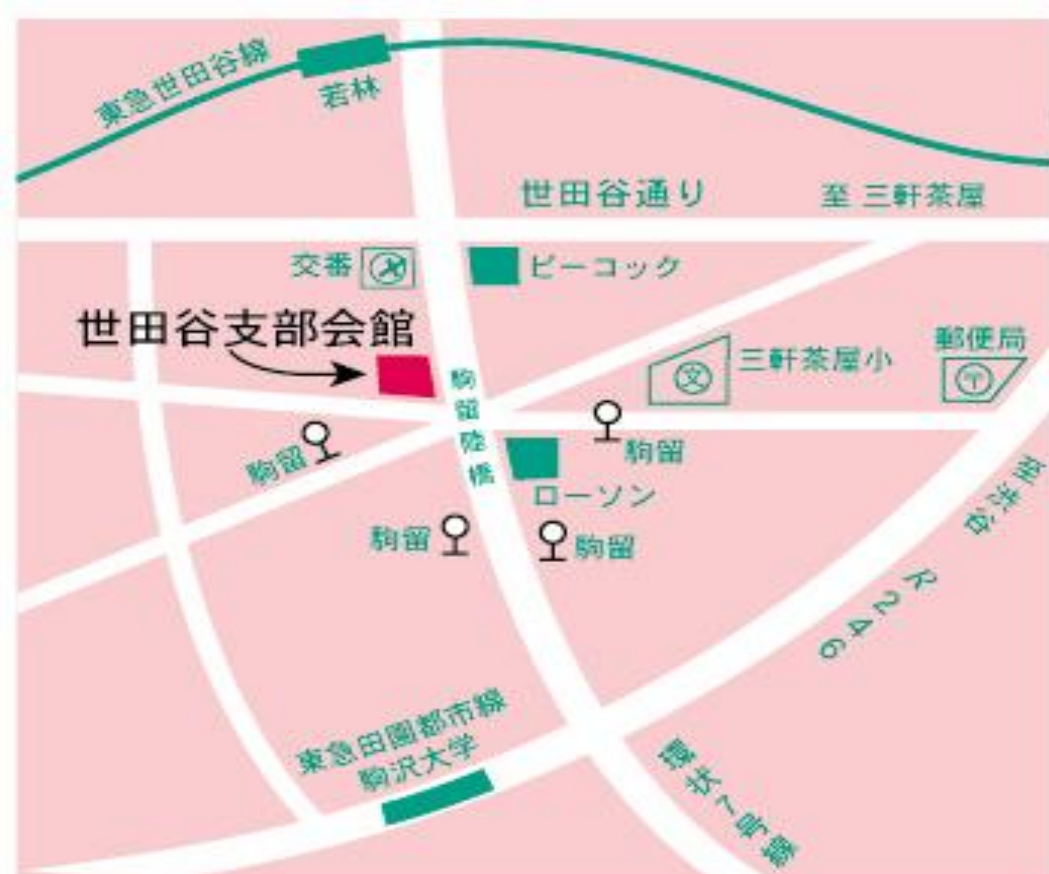 東急世田谷線
若林
世田谷通り
至 三軒茶屋
交番
ピーコック
世田谷支部会館
三軒茶屋小
文
郵便局
〒
駒留陸橋
駒留
駒留
ローソン
駒留
駒留
至渋谷
R246
東急田園都市線
駒沢大学
環状7号線